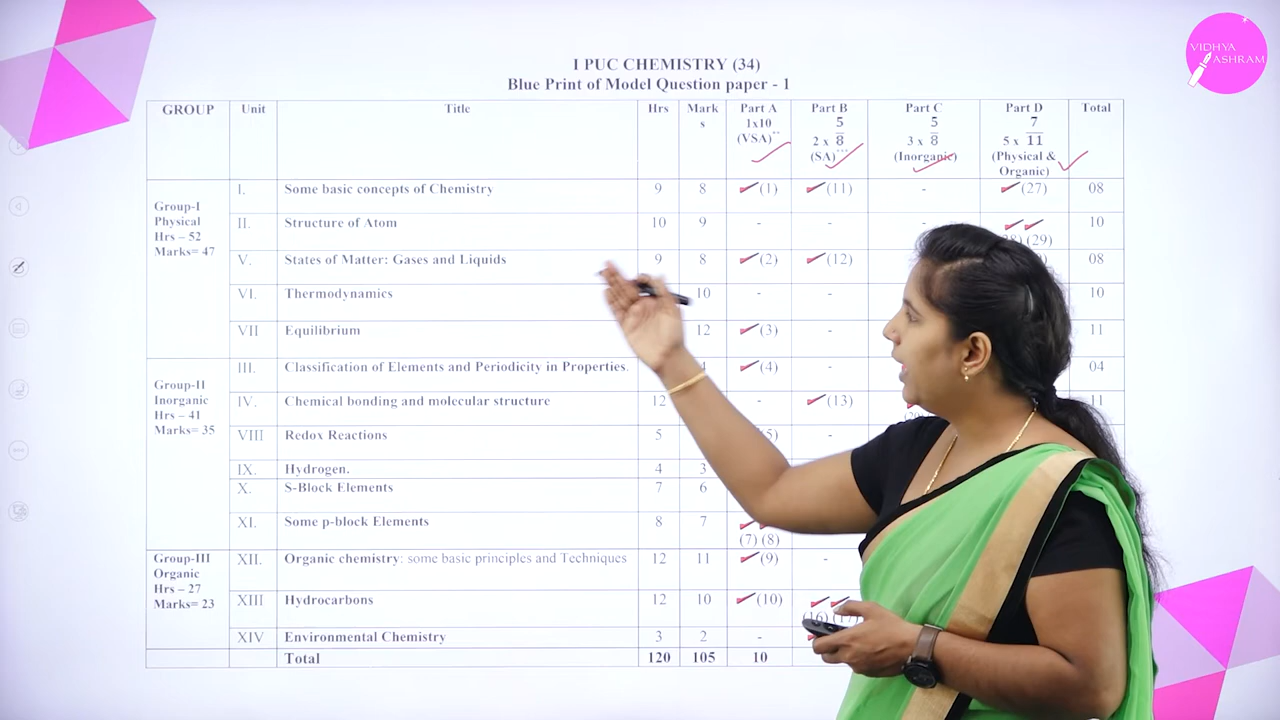 VIDHYA
ASHRAM
I PUC CHEMISTRY (34)
Blue Print of Model Question paper - 1
GROUP Unit Title Hrs Mark s Part A 1x10 (VSA)** Part B 2 x 5/8 (SA)*** Part C 3 x 5/8 (Inorganic) Part D 5 x 7/11 (Physical & Organic) Total
Group-I Physical Hrs – 52 Marks= 47
I. Some basic concepts of Chemistry 9 8 (1) (11) - (27) 08
II. Structure of Atom 10 9 - - - (29) 10
V. States of Matter: Gases and Liquids 9 8 (2) (12) 08
VI. Thermodynamics 10 - - 10
VII Equilibrium 12 (3) - 11
Group-II Inorganic Hrs – 41 Marks= 35
III. Classification of Elements and Periodicity in Properties. (4) - 04
IV. Chemical bonding and molecular structure 12 - (13) 11
VIII Redox Reactions 5 -
IX. Hydrogen. 4 3
X. S-Block Elements 7 6
XI. Some p-block Elements 8 7 (7) (8)
Group-III Organic Hrs – 27 Marks= 23
XII. Organic chemistry: some basic principles and Techniques 12 11 (9) -
XIII Hydrocarbons 12 10 (10) (16) (17)
XIV Environmental Chemistry 3 2 -
Total 120 105 10